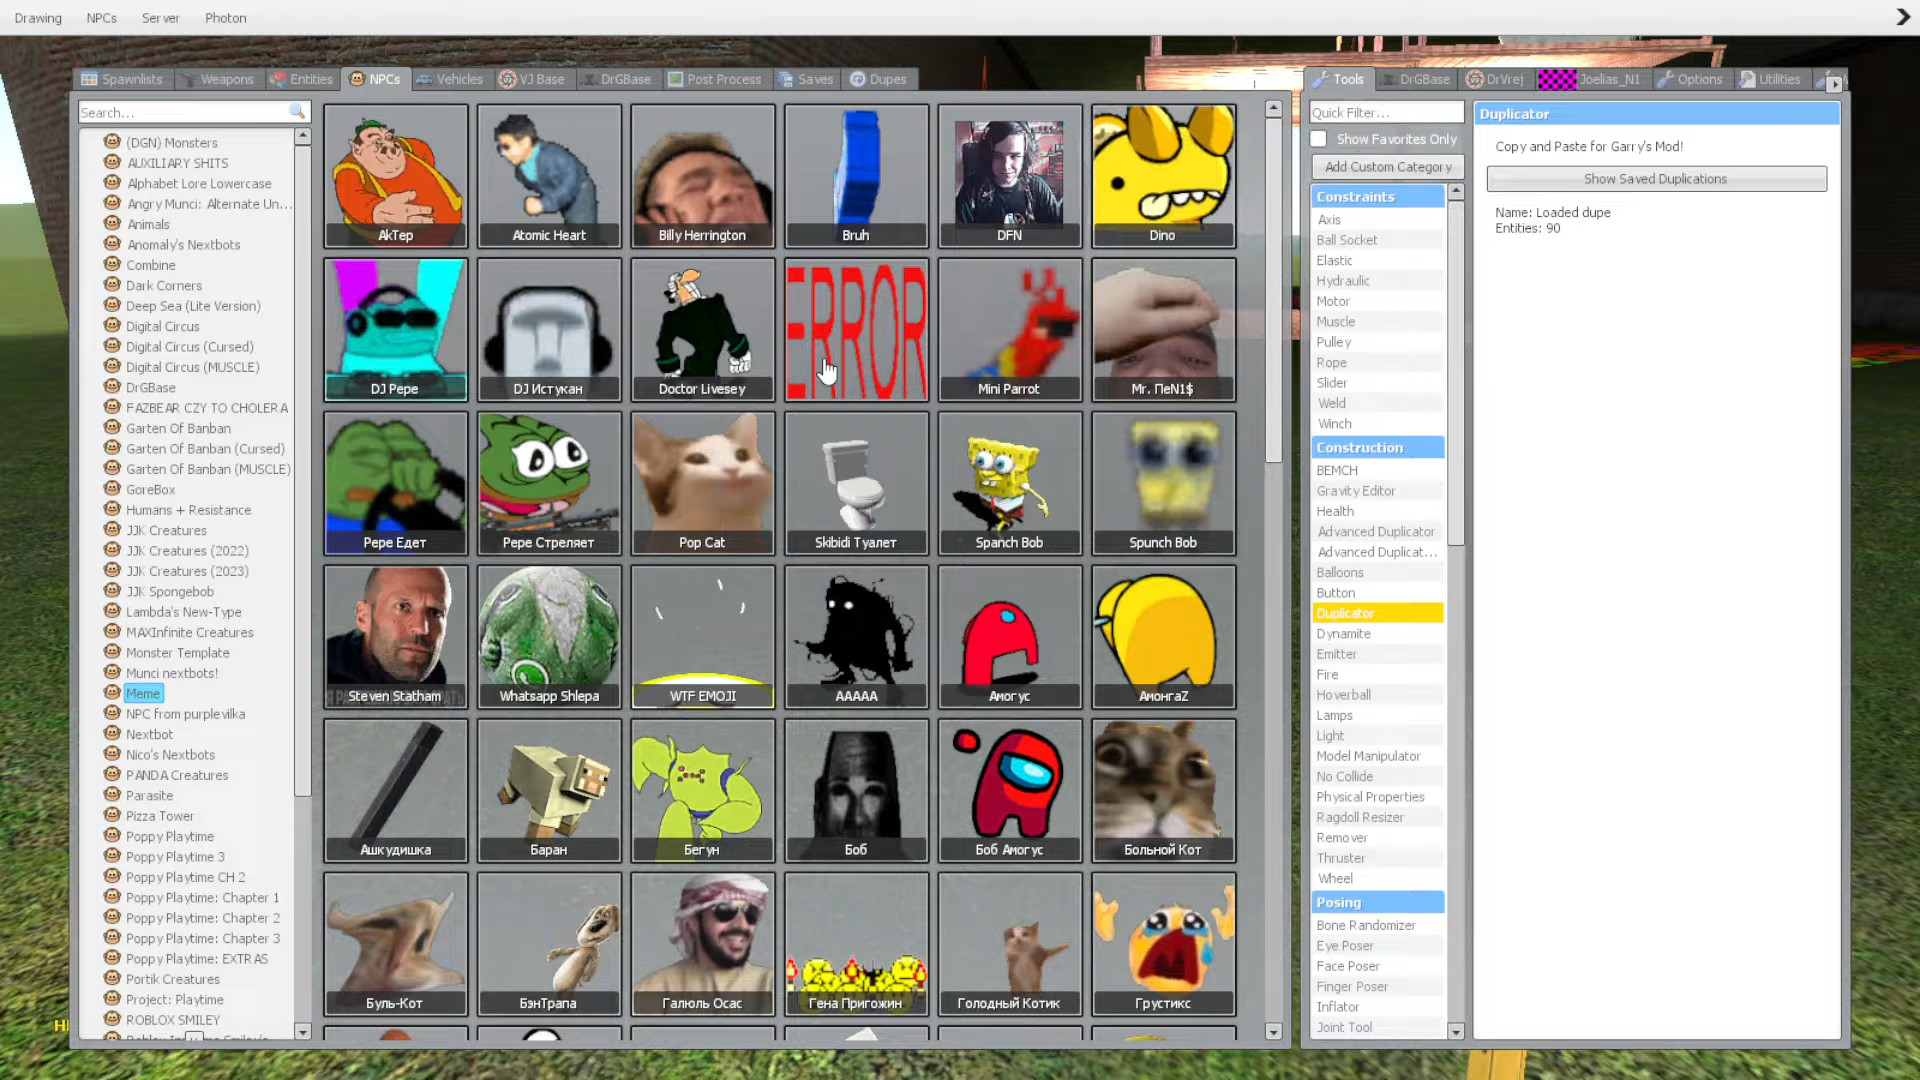 Drawing NPCs Server Photon
Spawnlists Weapons Entities NPCs Vehicles VJ Base DrGBase Post Process Saves Dupes
Search...
(DGN) Monsters
AUXILIARY SHITS
Alphabet Lore Lowercase
Angry Munci: Alternate Un...
Animals
Anomaly's Nextbots
Combine
Dark Corners
Deep Sea (Lite Version)
Digital Circus
Digital Circus (Cursed)
Digital Circus (MUSCLE)
DrGBase
FAZBEAR CZY TO CHOLERA
Garten Of Banban
Garten Of Banban (Cursed)
Garten Of Banban (MUSCLE)
GoreBox
Humans + Resistance
JJK Creatures
JJK Creatures (2022)
JJK Creatures (2023)
JJK Spongebob
Lambda's New-Type
MAXInfinite Creatures
Monster Template
Munci nextbots!
Meme
NPC from purplevilka
Nextbot
Nico's Nextbots
PANDA Creatures
Parasite
Pizza Tower
Poppy Playtime
Poppy Playtime 3
Poppy Playtime CH 2
Poppy Playtime: Chapter 1
Poppy Playtime: Chapter 2
Poppy Playtime: Chapter 3
Poppy Playtime: EXTRAS
Portik Creatures
Project: Playtime
ROBLOX SMILEY
AkTep Atomic Heart Billy Herrington Bruh DFN Dino
ERROR
DJ Pepe DJ Истукан Doctor Livesey Mini Parrot Mr. ПеN1$
Pepe Едет Pepe Стреляет Pop Cat Skibidi Туалет Spanch Bob Spunch Bob
Steven Statham Whatsapp Shlepa WTF EMOJI AAAAA Амогус АмонгаZ
Ашкудишка Баран Бегун Боб Боб Амогус Больной Кот
Буль-Кот БэнТрапа Галюль Осас Гена Пригожин Голодный Котик Грустикс
Tools DrGBase DrVrej Joelias_N1 Options Utilities
Quick Filter...
Show Favorites Only
Add Custom Category
Constraints
Axis
Ball Socket
Elastic
Hydraulic
Motor
Muscle
Pulley
Rope
Slider
Weld
Winch
Construction
BEMCH
Gravity Editor
Health
Advanced Duplicator
Advanced Duplicat...
Balloons
Button
Duplicator
Dynamite
Emitter
Fire
Hoverball
Lamps
Light
Model Manipulator
No Collide
Physical Properties
Ragdoll Resizer
Remover
Thruster
Wheel
Posing
Bone Randomizer
Eye Poser
Face Poser
Finger Poser
Inflator
Joint Tool
Duplicator
Copy and Paste for Garry's Mod!
Show Saved Duplications
Name: Loaded dupe
Entities: 90